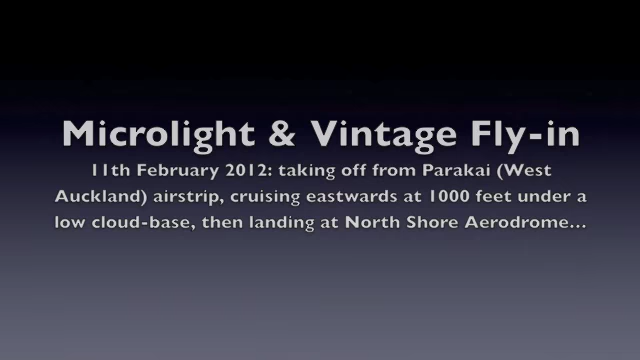 Microlight & Vintage Fly-in
11th February 2012: taking off from Parakai (West
Auckland) airstrip, cruising eastwards at 1000 feet under a
low cloud-base, then landing at North Shore Aerodrome...